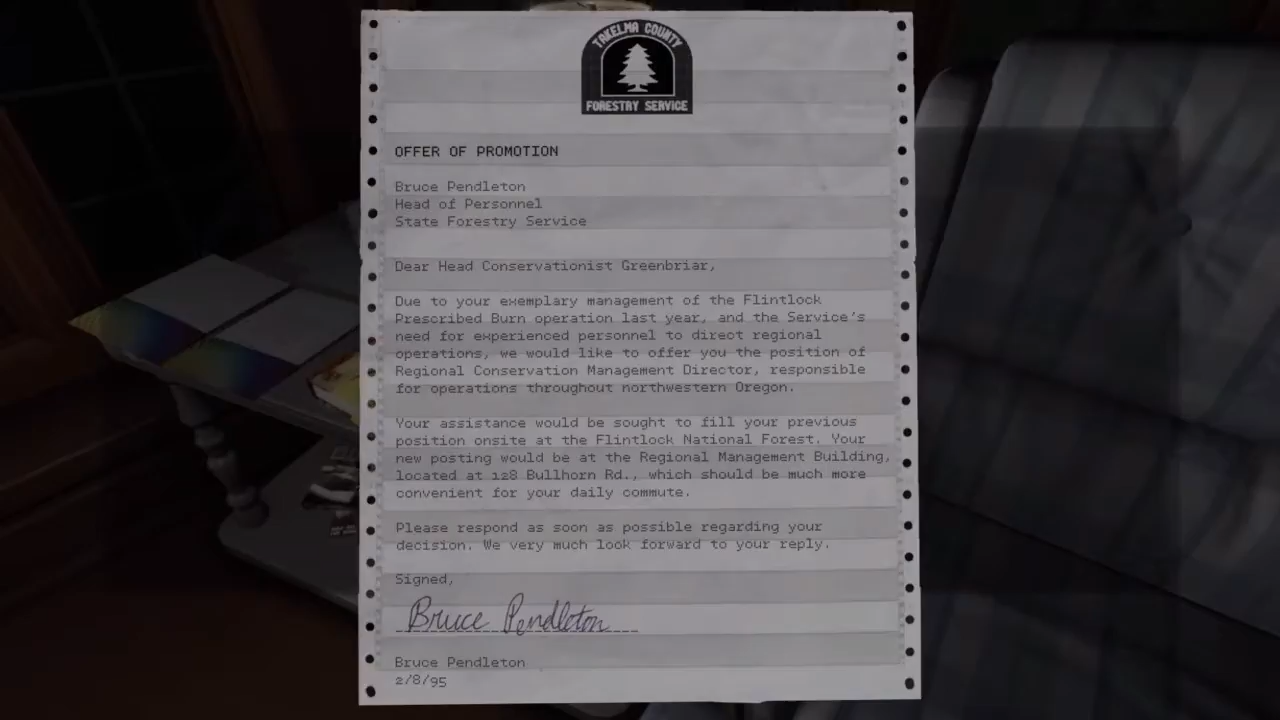 TAKELMA COUNTY
FORESTRY SERVICE
OFFER OF PROMOTION
Bruce Pendleton
Head of Personnel
State Forestry Service
Dear Head Conservationist Greenbriar,
Due to your exemplary management of the Flintlock
Prescribed Burn operation last year, and the Service's
need for experienced personnel to direct regional
operations, we would like to offer you the position of
Regional Conservation Management Director, responsible
for operations throughout northwestern Oregon.
Your assistance would be sought to fill your previous
position onsite at the Flintlock National Forest. Your
new posting would be at the Regional Management Building,
located at 128 Bullhorn Rd., which should be much more
convenient for your daily commute.
Please respond as soon as possible regarding your
decision. We very much look forward to your reply.
Signed,
Bruce Pendleton
Bruce Pendleton
2/8/95